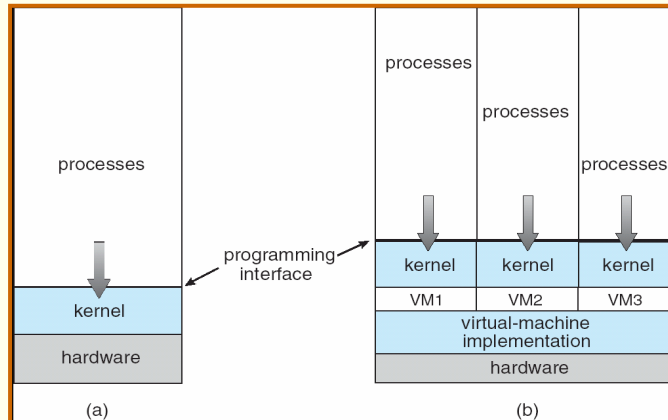 processes
processes
processes
processes
programming
interface
kernel
hardware
kernel
kernel
kernel
VM1
VM2
VM3
virtual-machine
implementation
hardware
(a)
(b)